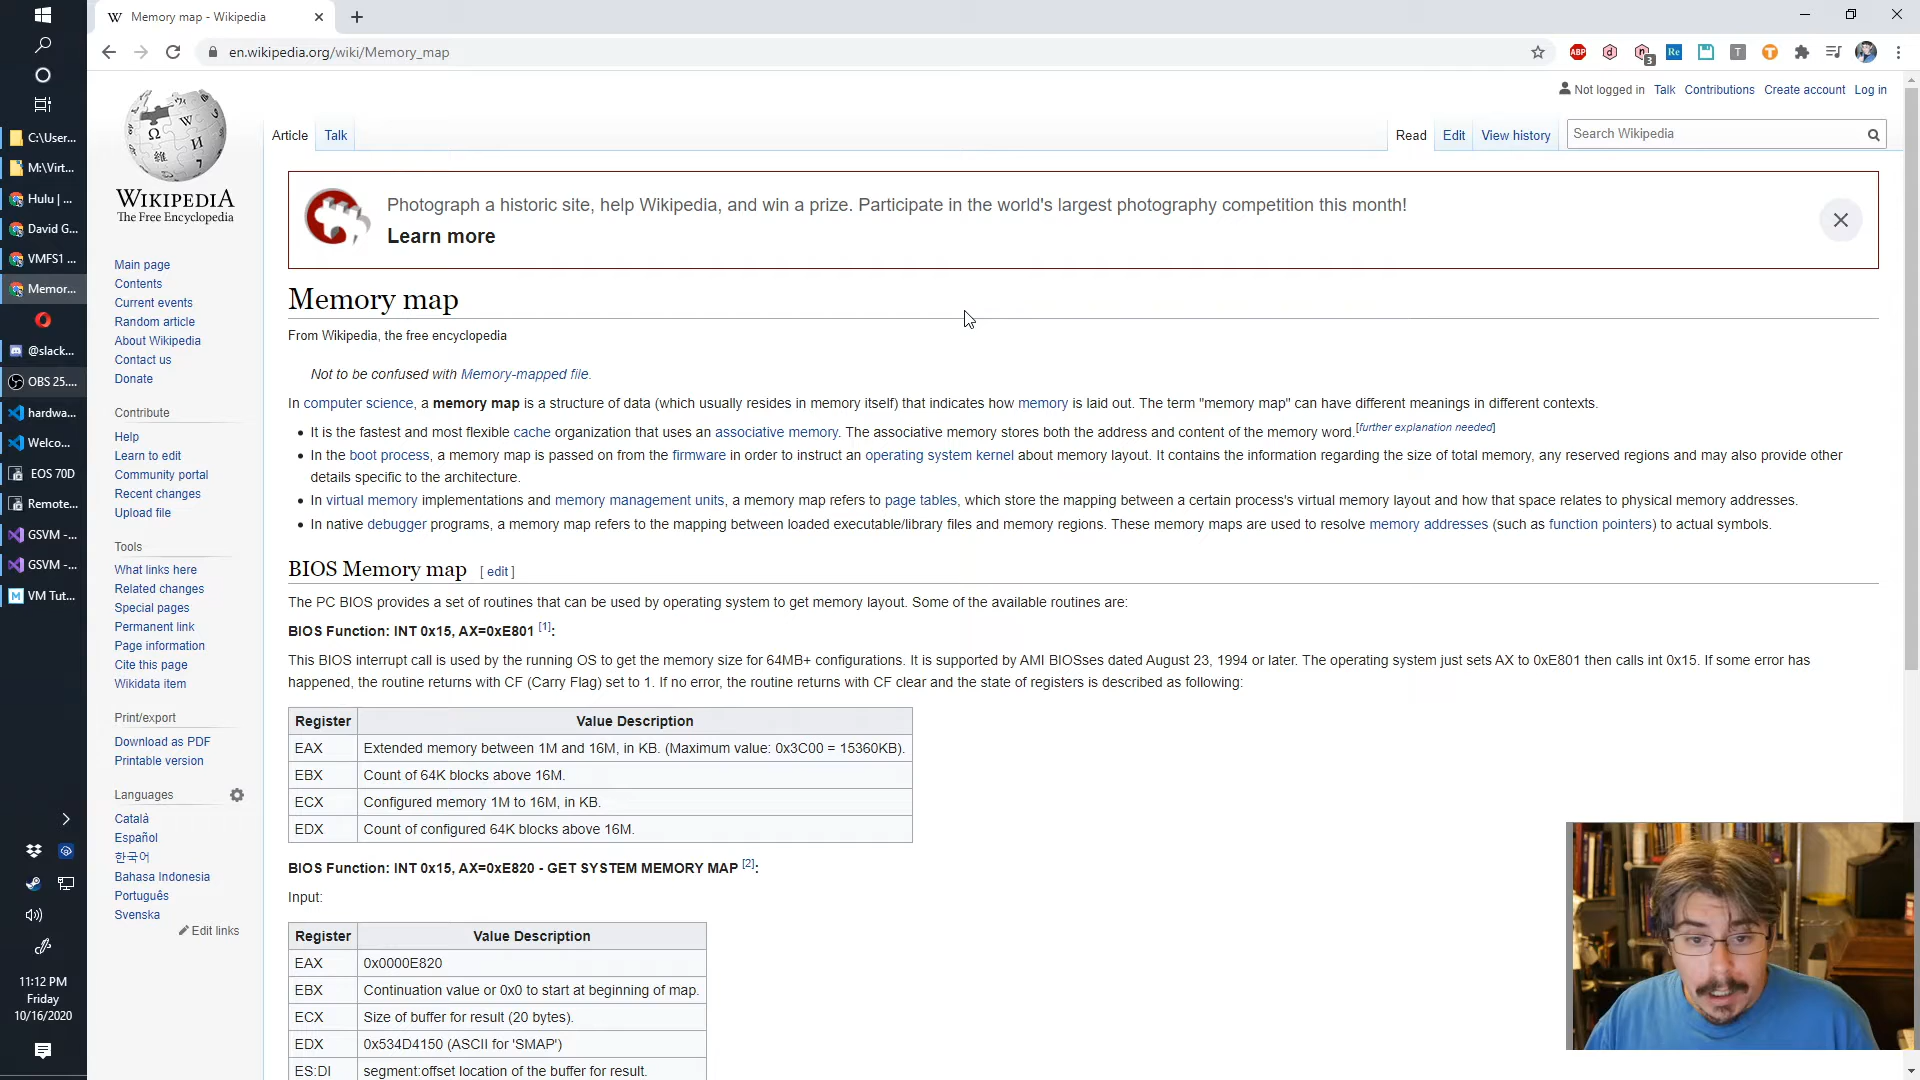 Memory map - Wikipedia
en.wikipedia.org/wiki/Memory_map
ABP
3
Re
T
C:\User...
M:\Virt...
Hulu | ...
David G...
VMFS1 ...
Memor...
@slack...
OBS 25....
hardwa...
Welco...
EOS 70D
Remote...
GSVM -...
GSVM -...
VM Tut...
11:12 PM
Friday
10/16/2020
WIKIPEDIA
The Free Encyclopedia
Main page
Contents
Current events
Random article
About Wikipedia
Contact us
Donate
Contribute
Help
Learn to edit
Community portal
Recent changes
Upload file
Tools
What links here
Related changes
Special pages
Permanent link
Page information
Cite this page
Wikidata item
Print/export
Download as PDF
Printable version
Languages
Català
Español
한국어
Bahasa Indonesia
Português
Svenska
Edit links
Not logged in Talk Contributions Create account Log in
Article Talk Read Edit View history Search Wikipedia
Photograph a historic site, help Wikipedia, and win a prize. Participate in the world's largest photography competition this month!
Learn more
Memory map
From Wikipedia, the free encyclopedia
Not to be confused with Memory-mapped file.
In computer science, a memory map is a structure of data (which usually resides in memory itself) that indicates how memory is laid out. The term "memory map" can have different meanings in different contexts.
• It is the fastest and most flexible cache organization that uses an associative memory. The associative memory stores both the address and content of the memory word.[further explanation needed]
• In the boot process, a memory map is passed on from the firmware in order to instruct an operating system kernel about memory layout. It contains the information regarding the size of total memory, any reserved regions and may also provide other
details specific to the architecture.
• In virtual memory implementations and memory management units, a memory map refers to page tables, which store the mapping between a certain process's virtual memory layout and how that space relates to physical memory addresses.
• In native debugger programs, a memory map refers to the mapping between loaded executable/library files and memory regions. These memory maps are used to resolve memory addresses (such as function pointers) to actual symbols.
BIOS Memory map [ edit ]
The PC BIOS provides a set of routines that can be used by operating system to get memory layout. Some of the available routines are:
BIOS Function: INT 0x15, AX=0xE801 [1]:
This BIOS interrupt call is used by the running OS to get the memory size for 64MB+ configurations. It is supported by AMI BIOSses dated August 23, 1994 or later. The operating system just sets AX to 0xE801 then calls int 0x15. If some error has
happened, the routine returns with CF (Carry Flag) set to 1. If no error, the routine returns with CF clear and the state of registers is described as following:
Register Value Description
EAX Extended memory between 1M and 16M, in KB. (Maximum value: 0x3C00 = 15360KB).
EBX Count of 64K blocks above 16M.
ECX Configured memory 1M to 16M, in KB.
EDX Count of configured 64K blocks above 16M.
BIOS Function: INT 0x15, AX=0xE820 - GET SYSTEM MEMORY MAP [2]:
Input:
Register Value Description
EAX 0x0000E820
EBX Continuation value or 0x0 to start at beginning of map.
ECX Size of buffer for result (20 bytes).
EDX 0x534D4150 (ASCII for 'SMAP')
ES:DI segment:offset location of the buffer for result.